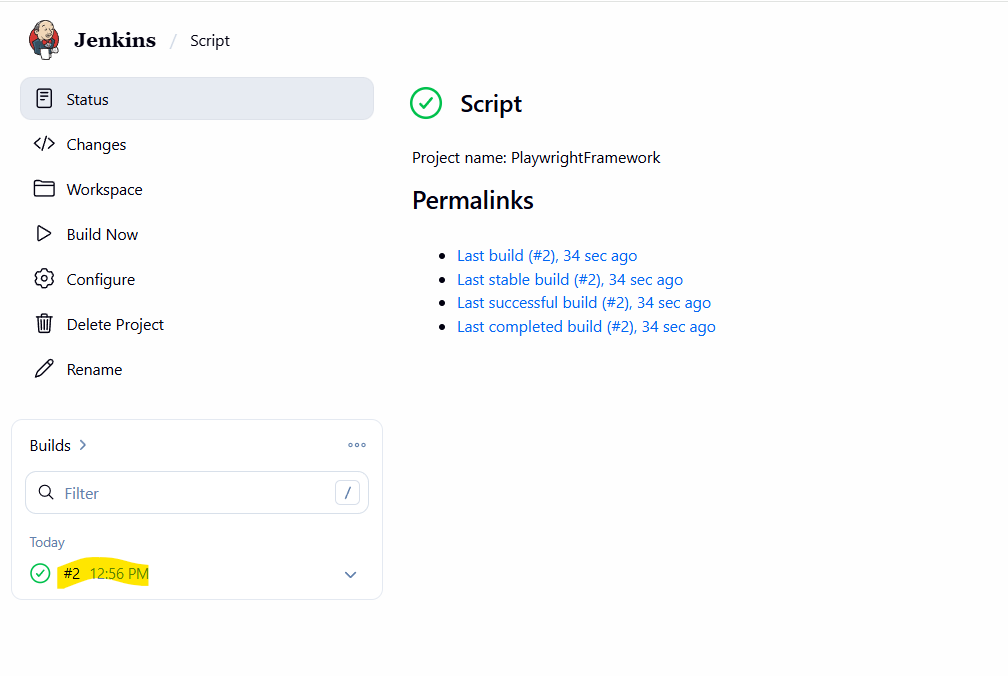 Jenkins / Script
Status
Changes
Workspace
Build Now
Configure
Delete Project
Rename
Builds
Filter /
Today
#2 12:56 PM
Script
Project name: PlaywrightFramework
Permalinks
Last build (#2), 34 sec ago
Last stable build (#2), 34 sec ago
Last successful build (#2), 34 sec ago
Last completed build (#2), 34 sec ago